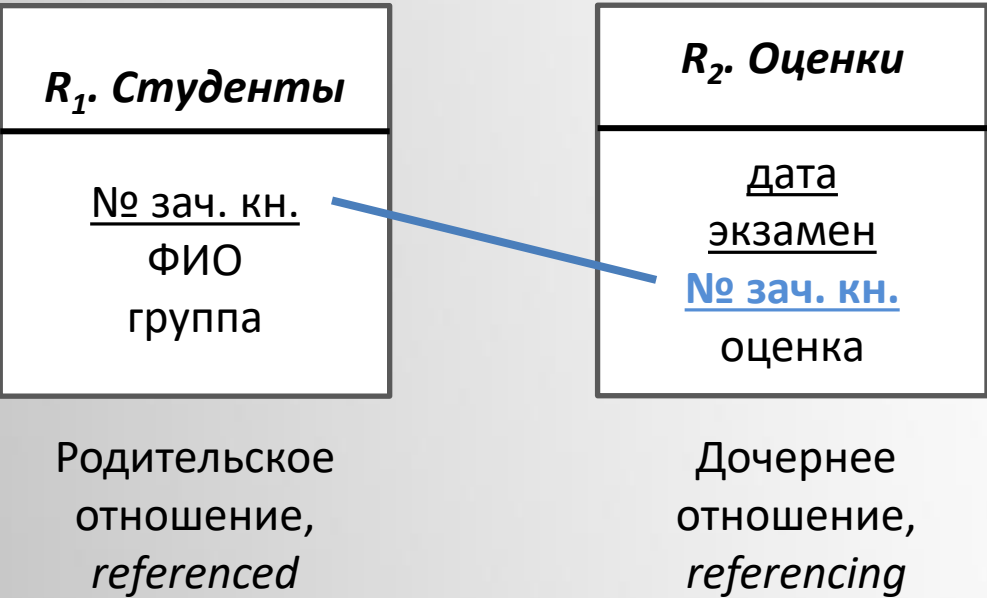 R₁. Студенты
№ зач. кн.
ФИО
группа
Родительское
отношение,
referenced
R₂. Оценки
дата
экзамен
№ зач. кн.
оценка
Дочернее
отношение,
referencing